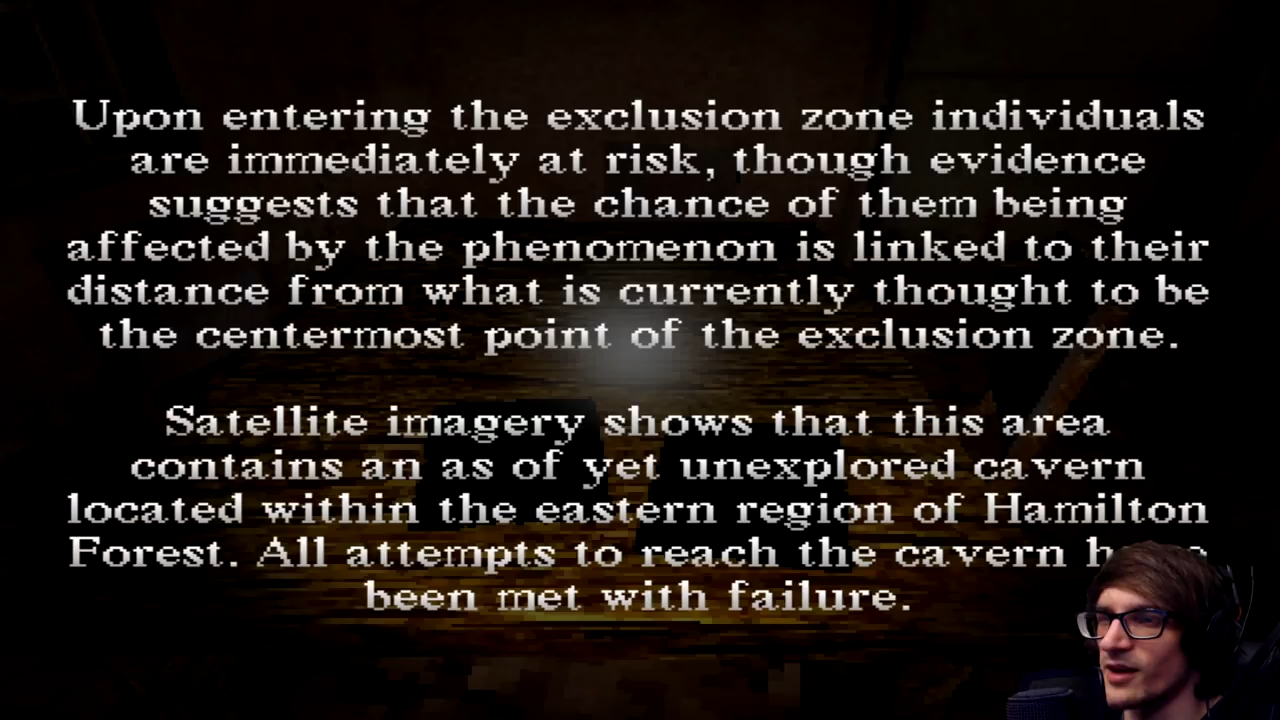 Upon entering the exclusion zone individuals
are immediately at risk, though evidence
suggests that the chance of them being
affected by the phenomenon is linked to their
distance from what is currently thought to be
the centermost point of the exclusion zone.
Satellite imagery shows that this area
contains an as of yet unexplored cavern
located within the eastern region of Hamilton
Forest. All attempts to reach the cavern
been met with failure.